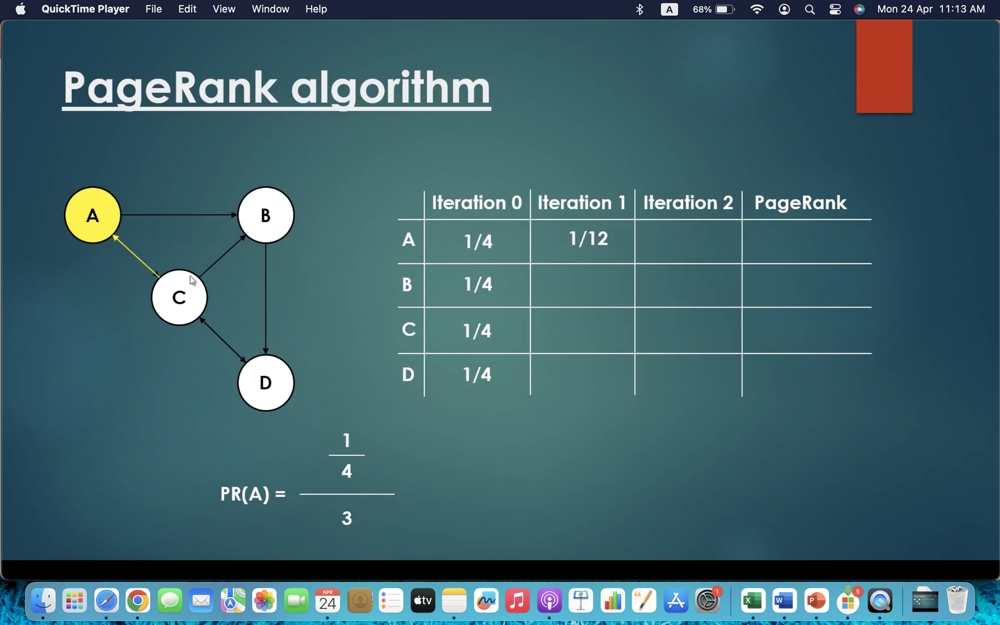 QuickTime Player File Edit View Window Help A 68% Mon 24 Apr 11:13 AM
PageRank algorithm
A
B
C
D
Iteration 0 Iteration 1 Iteration 2 PageRank
A 1/4 1/12
B 1/4
C 1/4
D 1/4
1
4
PR(A) =
3
APR
24
tv
1
X
W
P
5